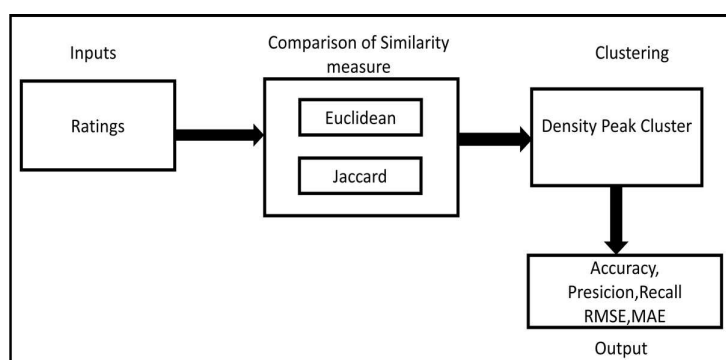 Inputs
Ratings
Comparison of Similarity
measure
Euclidean
Jaccard
Clustering
Density Peak Cluster
Accuracy,
Presicion,Recall
RMSE,MAE
Output